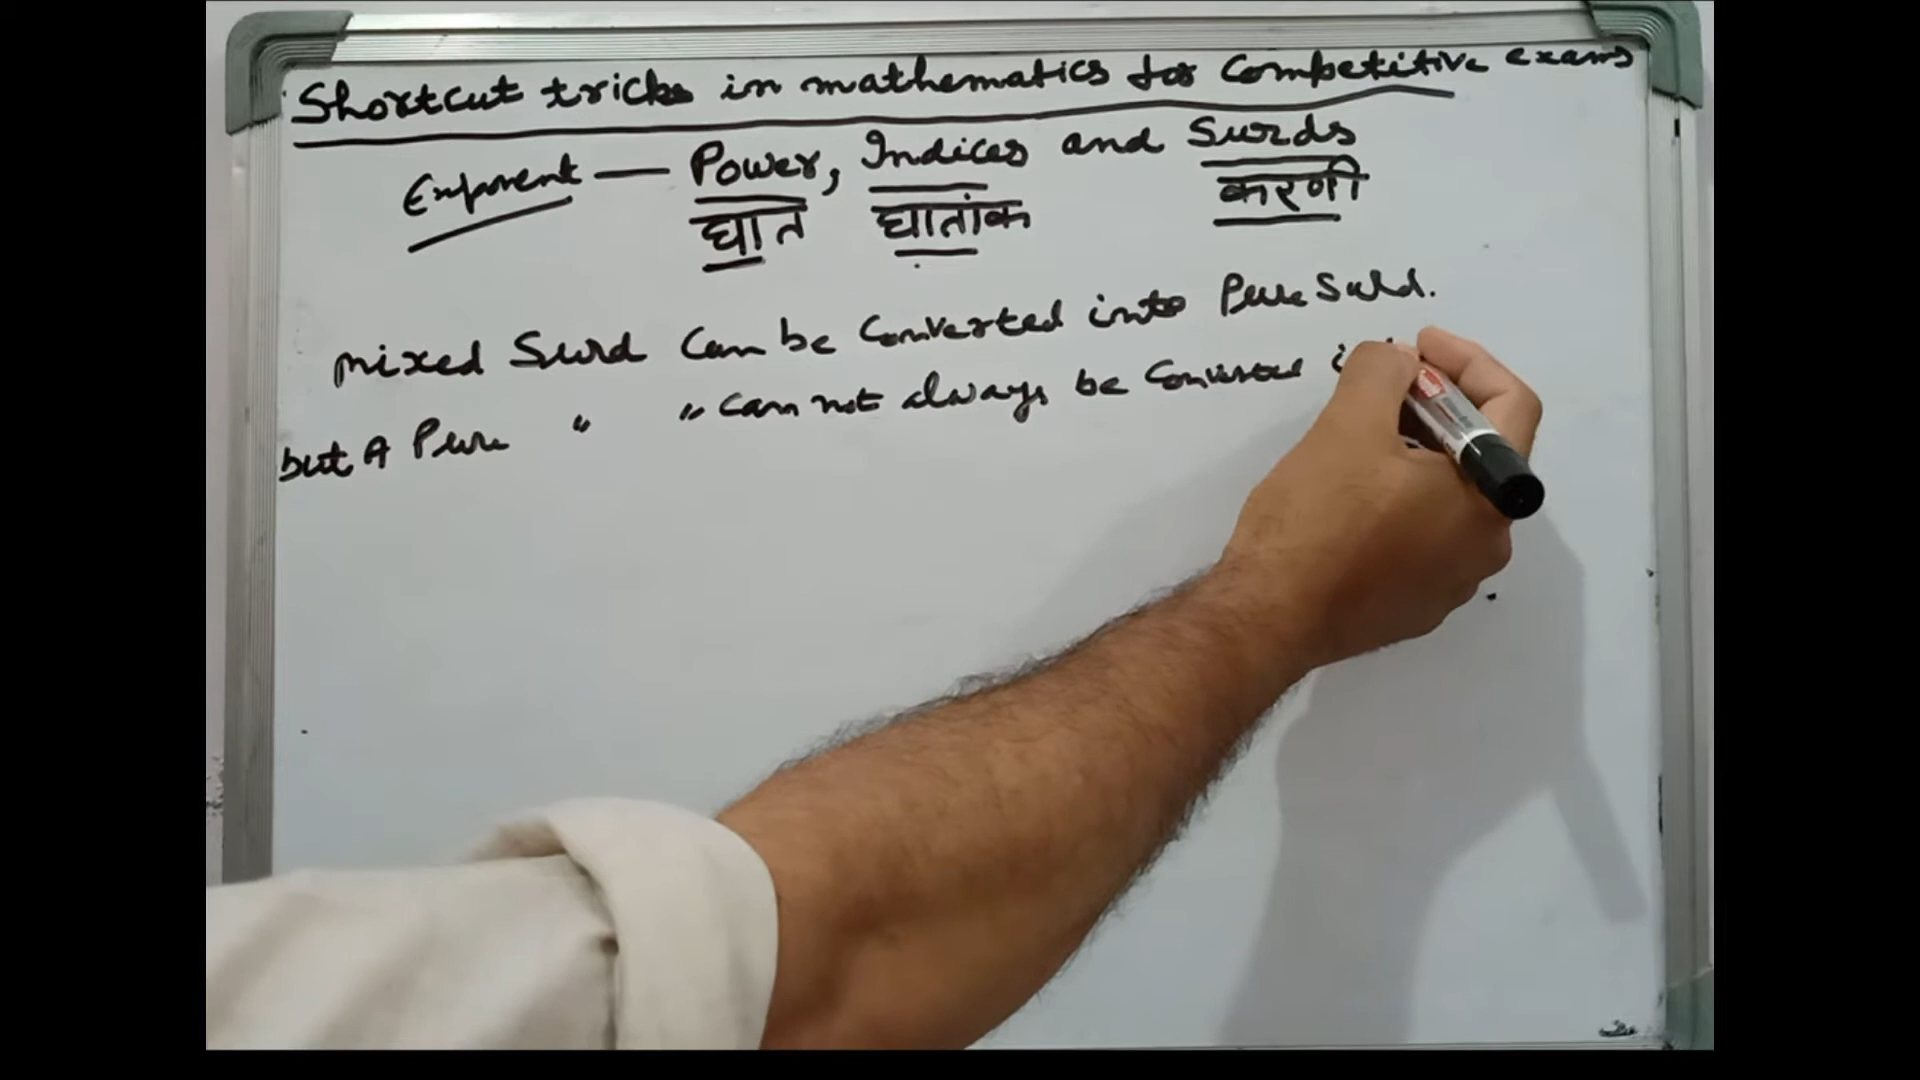 Shortcut tricks in mathematics for Competitive exams
Exponent — Power, Indices and Surds
घात घातांक करणी
mixed Surd Can be Converted into Pure Surd.
but A Pure " " can not always be Converted